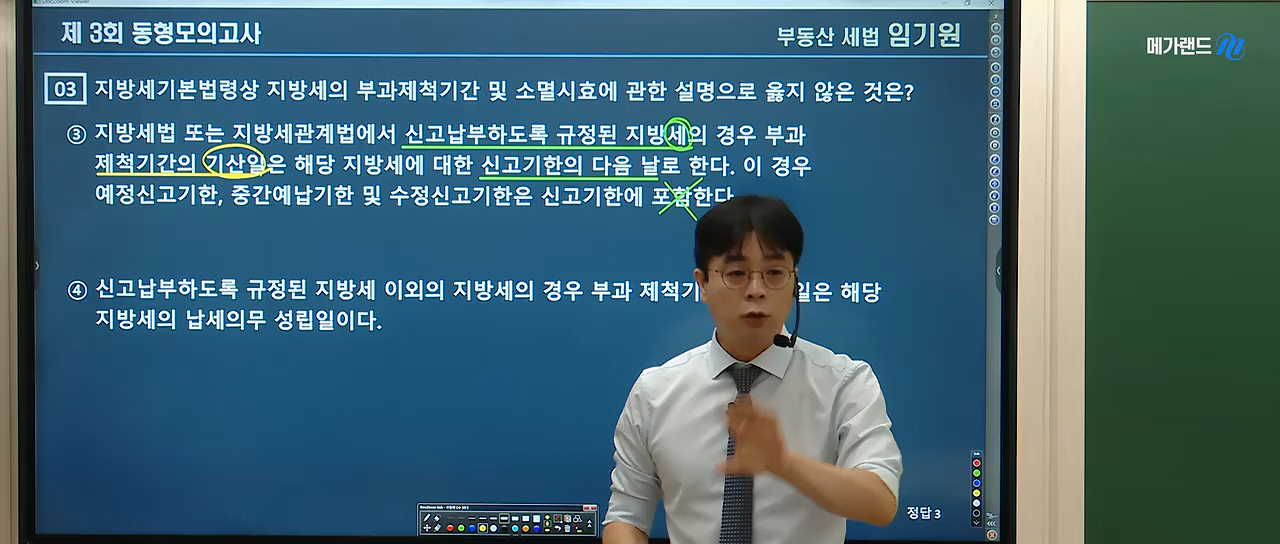 DocZoom Viewer
제 3회 동형모의고사
부동산 세법 임기원
메가랜드
03 지방세기본법령상 지방세의 부과제척기간 및 소멸시효에 관한 설명으로 옳지 않은 것은?
③ 지방세법 또는 지방세관계법에서 신고납부하도록 규정된 지방세의 경우 부과
제척기간의 기산일은 해당 지방세에 대한 신고기한의 다음 날로 한다. 이 경우
예정신고기한, 중간예납기한 및 수정신고기한은 신고기한에 포함한다.
④ 신고납부하도록 규정된 지방세 이외의 지방세의 경우 부과 제척기 일은 해당
지방세의 납세의무 성립일이다.
정답 3